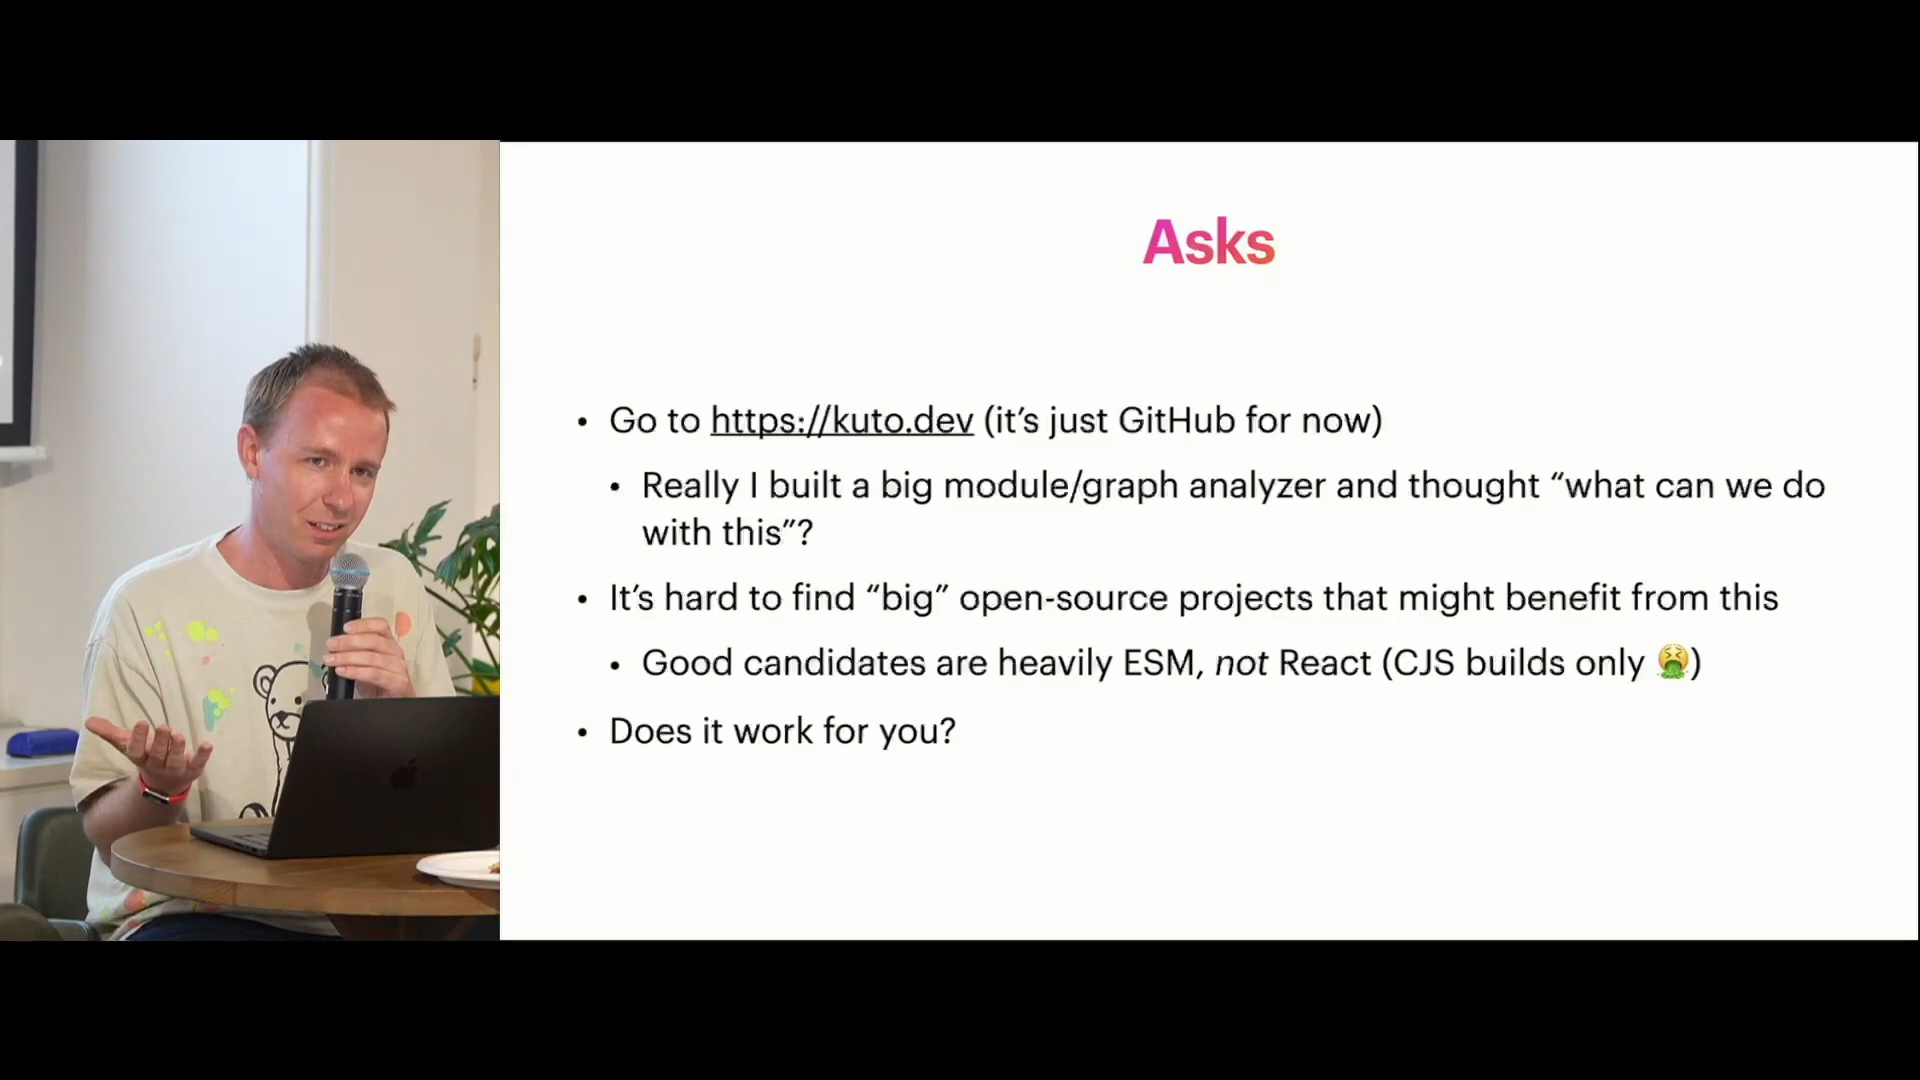 Asks
• Go to https://kuto.dev (it’s just GitHub for now)
• Really I built a big module/graph analyzer and thought “what can we do
with this”?
• It’s hard to find “big” open-source projects that might benefit from this
• Good candidates are heavily ESM, not React (CJS builds only 🤮)
• Does it work for you?